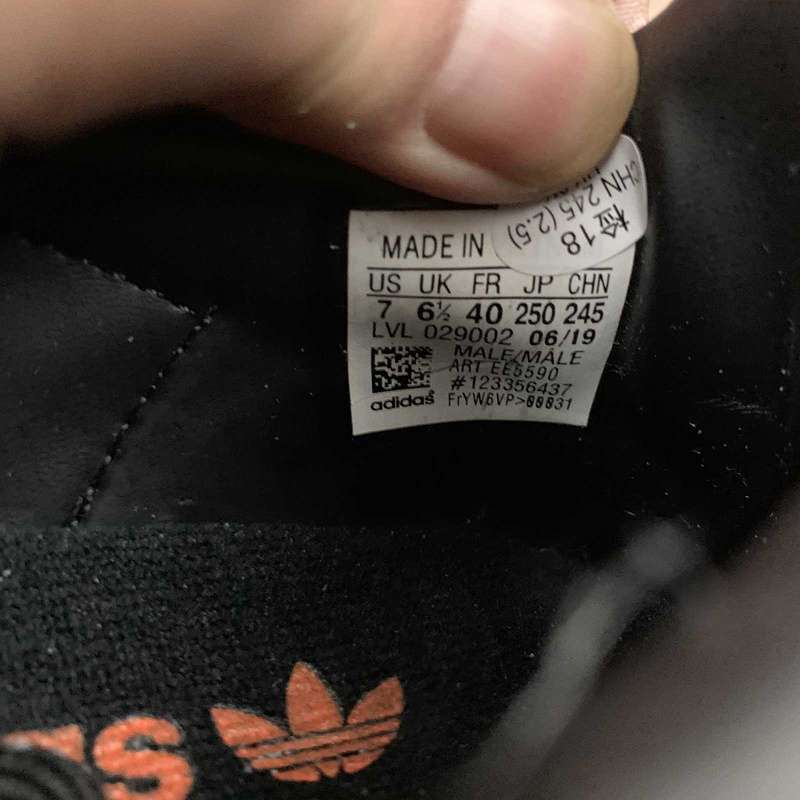 检18
CHN 245(2.5)
MADE IN
US UK FR JP CHN
7 6½ 40 250 245
LVL 029002 06/19
MALE/MÂLE
ART EE5590
#123356437
adidas FrYW6VP>00031
ES